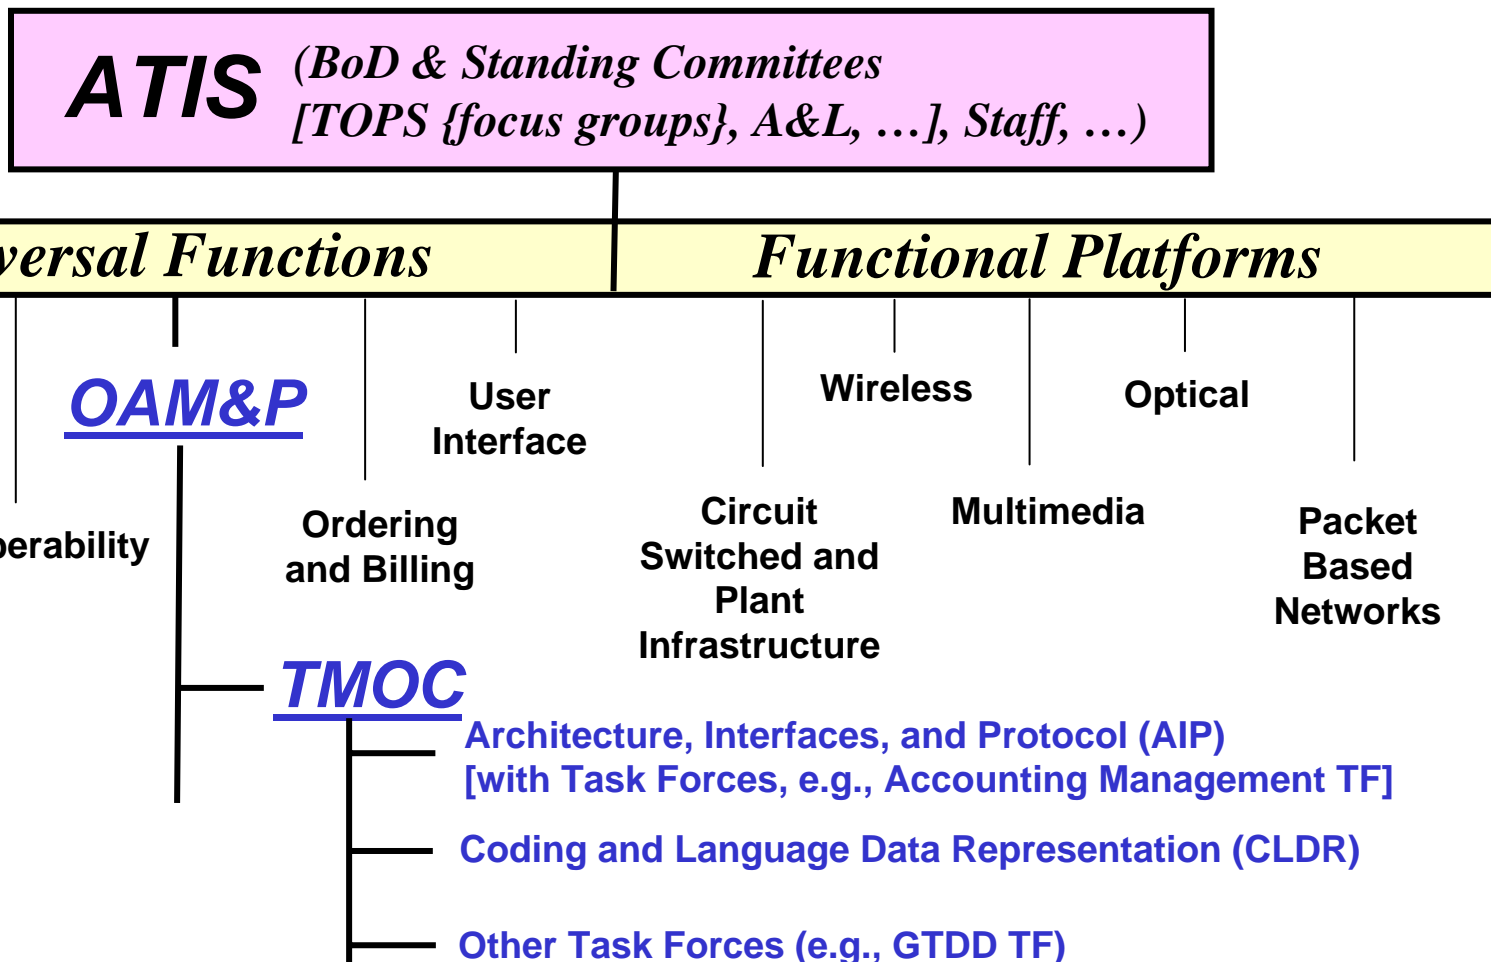 ATIS (BoD & Standing Committees
[TOPS {focus groups}, A&L, …], Staff, …)
Functions
Functional Platforms
OAM&P
User
Interface
Wireless
Optical
Ordering
and Billing
Circuit
Switched and
Plant
Infrastructure
Multimedia
Packet
Based
Networks
TMOC
Architecture, Interfaces, and Protocol (AIP)
[with Task Forces, e.g., Accounting Management TF]
Coding and Language Data Representation (CLDR)
Other Task Forces (e.g., GTDD TF)